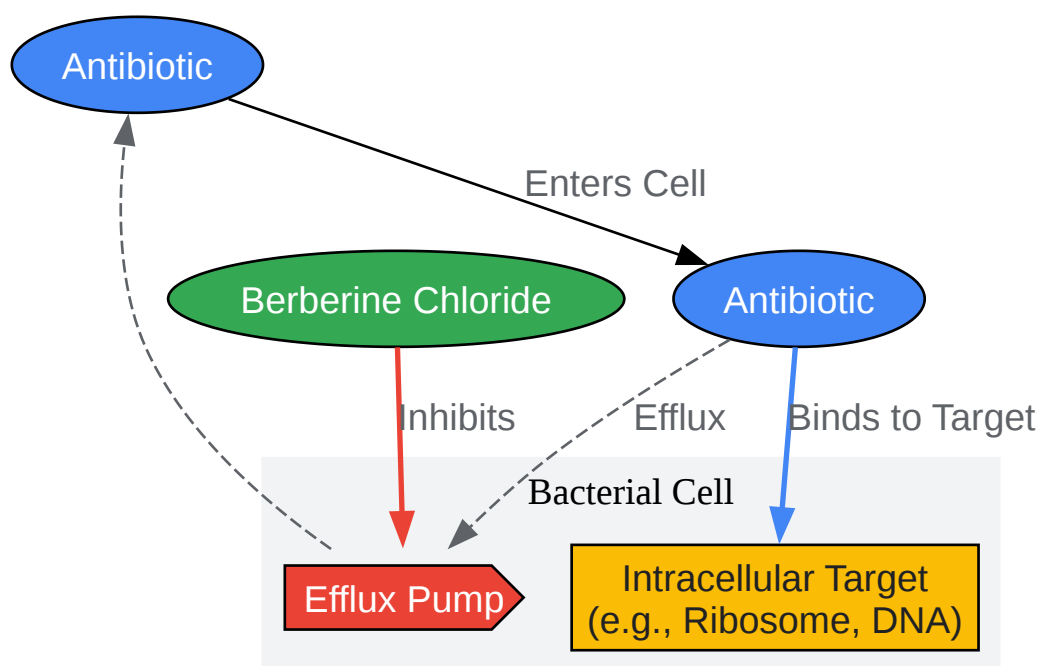 Antibiotic
Enters Cell
Berberine Chloride
Antibiotic
Inhibits
Efflux
Binds to Target
Bacterial Cell
Efflux Pump
Intracellular Target
(e.g., Ribosome, DNA)